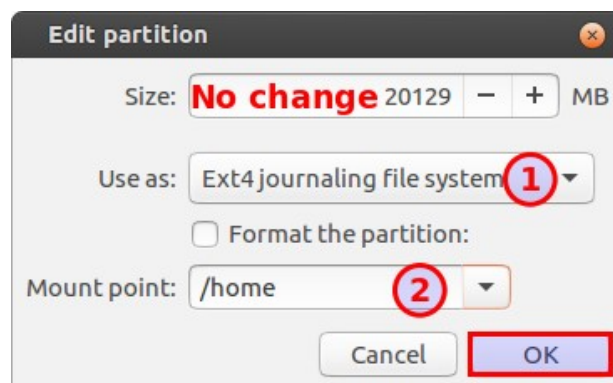 Edit partition
Size: No change 20129 − + MB
Use as: Ext4 journaling file system 1
Format the partition:
Mount point: /home 2
Cancel OK